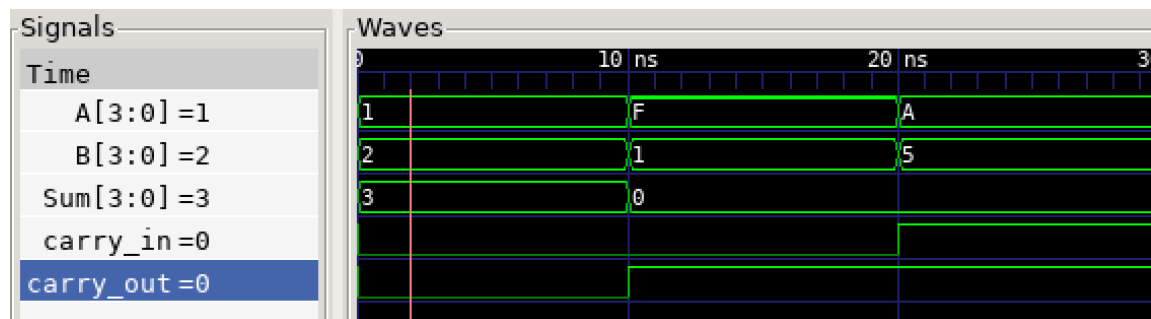 Signals
Waves
Time
0 10 ns 20 ns 3
A[3:0] =1 1 F A
B[3:0] =2 2 1 5
Sum[3:0] =3 3 0
carry_in =0
carry_out =0